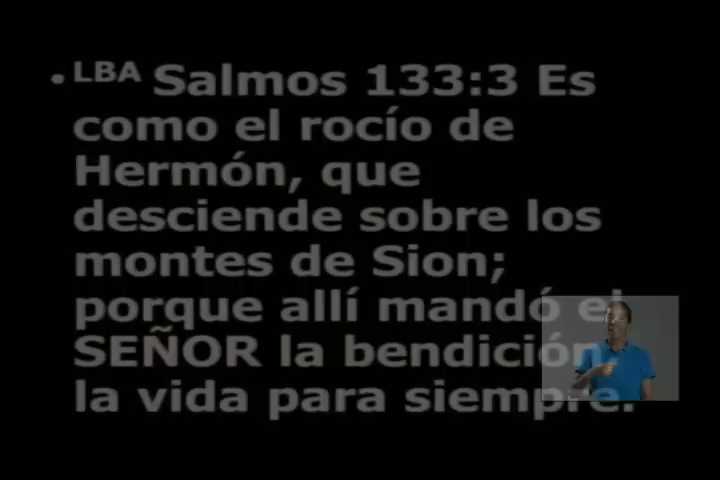 • LBA Salmos 133:3 Es
como el rocío de
Hermón, que
desciende sobre los
montes de Sion;
porque allí mandó el
SEÑOR la bendición,
la vida para siempre.